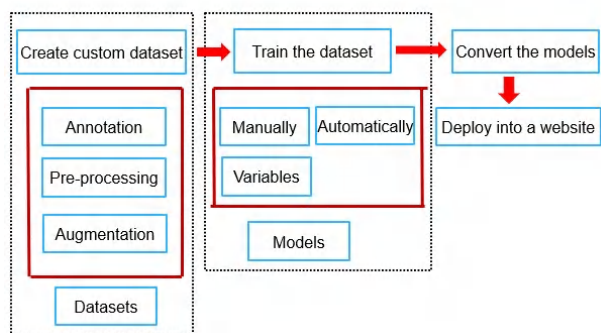 Create custom dataset
Train the dataset
Convert the models
Annotation
Manually
Automatically
Deploy into a website
Pre-processing
Variables
Augmentation
Models
Datasets